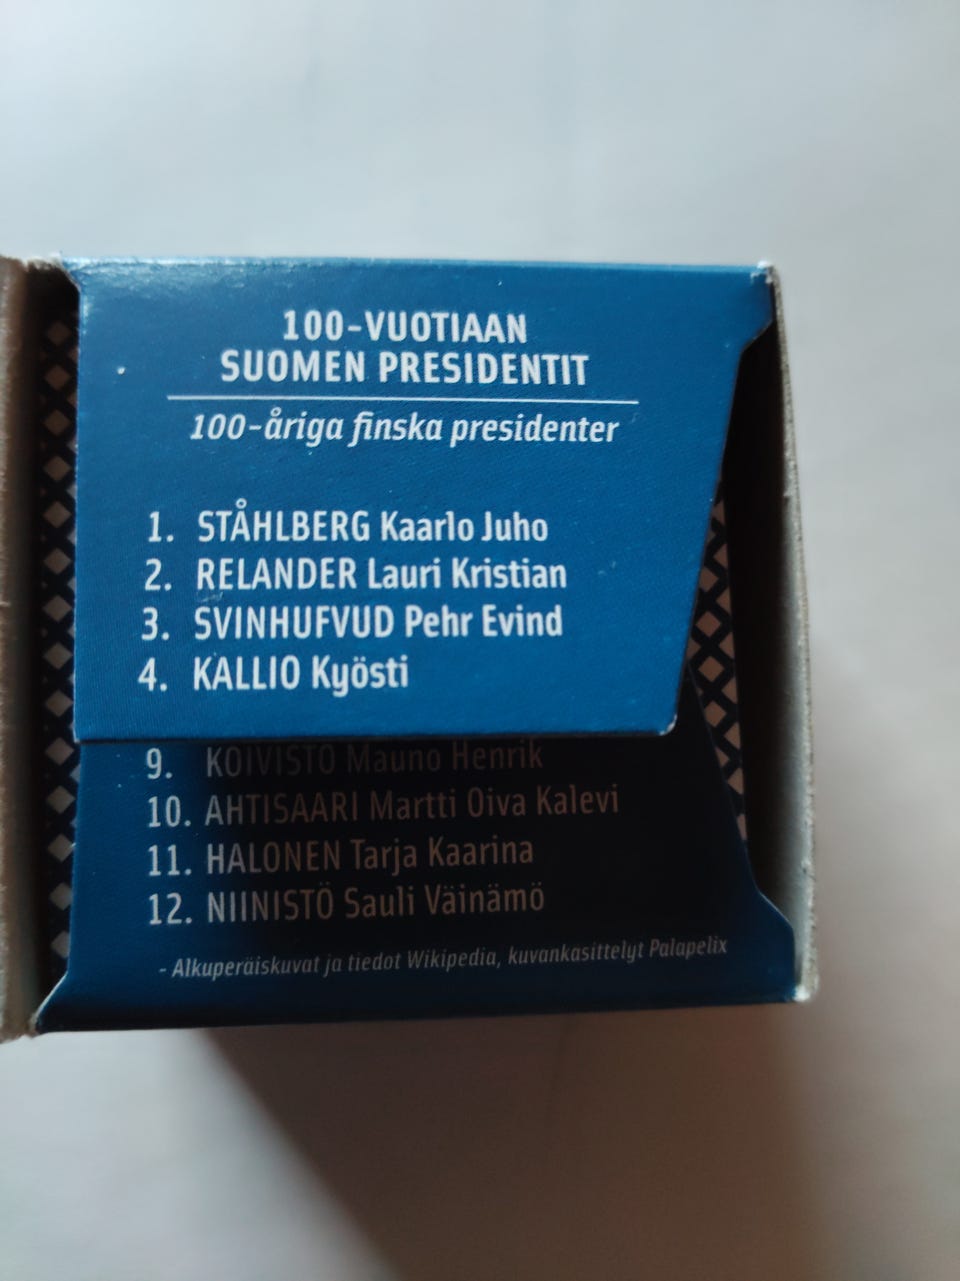 100-VUOTIAAN
SUOMEN PRESIDENTIT
100-åriga finska presidenter
1. STÅHLBERG Kaarlo Juho
2. RELANDER Lauri Kristian
3. SVINHUFVUD Pehr Evind
4. KALLIO Kyösti
9. KOIVISTO Mauno Henrik
10. AHTISAARI Martti Oiva Kalevi
11. HALONEN Tarja Kaarina
12. NIINISTÖ Sauli Väinämö
- Alkuperäiskuvat ja tiedot Wikipedia, kuvankasittelyt Palapelix